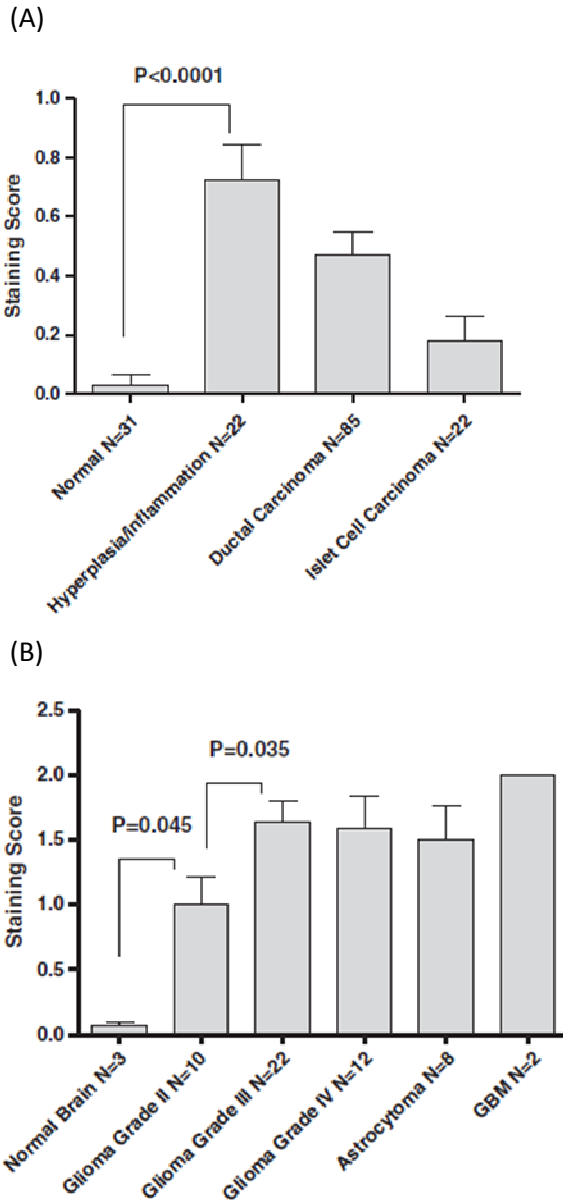 (A)
P<0.0001
1.0
0.8
0.6
0.4
0.2
0.0
Staining Score
Normal N=31
Hyperplasia/inflammation N=22
Ductal Carcinoma N=85
Islet Cell Carcinoma N=22
(B)
2.5
2.0
1.5
1.0
0.5
0.0
Staining Score
P=0.035
P=0.045
Normal Brain N=3
Glioma Grade II N=10
Glioma Grade III N=22
Glioma Grade IV N=12
Astrocytoma N=8
GBM N=2